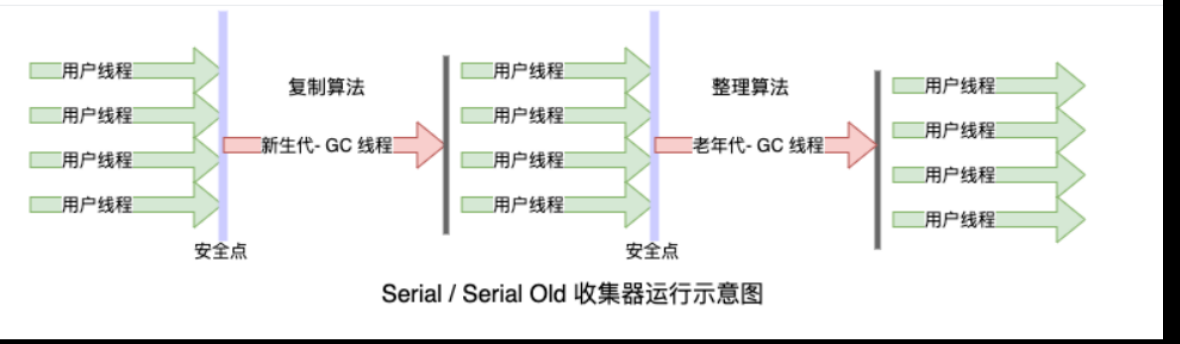 用户线程
用户线程
用户线程
用户线程
安全点
复制算法
新生代- GC 线程
用户线程
用户线程
用户线程
用户线程
安全点
整理算法
老年代- GC 线程
用户线程
用户线程
用户线程
用户线程
Serial / Serial Old 收集器运行示意图